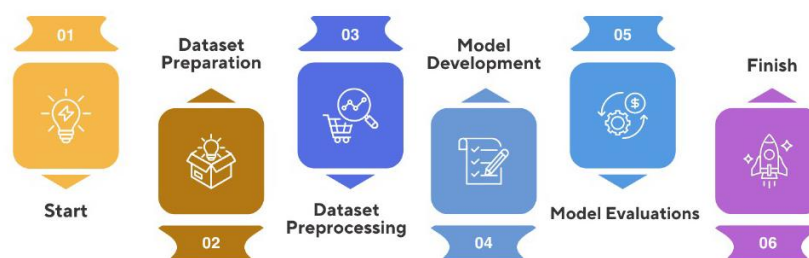 01
Start
Dataset
Preparation
02
03
Dataset
Preprocessing
Model
Development
04
05
Model Evaluations
Finish
06